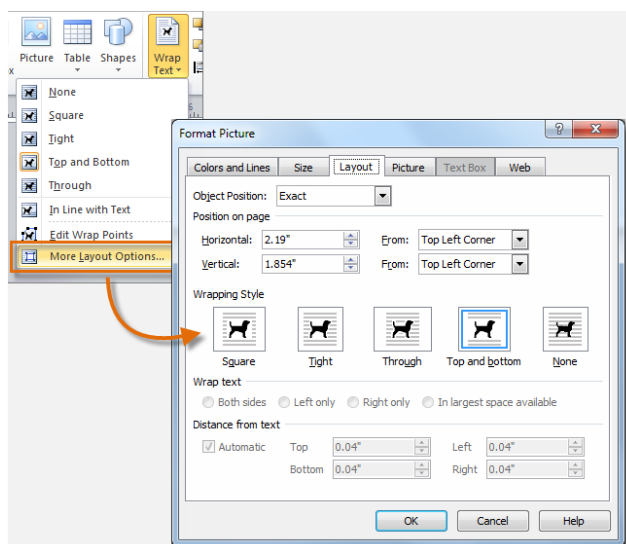 Picture Table Shapes Wrap Text
x
None
Square
Tight
Top and Bottom
Through
In Line with Text
Edit Wrap Points
More Layout Options...
Format Picture
Colors and Lines Size Layout Picture Text Box Web
Object Position: Exact
Position on page
Horizontal: 2.19" From: Top Left Corner
Vertical: 1.854" From: Top Left Corner
Wrapping Style
Square Tight Through Top and bottom None
Wrap text
Both sides Left only Right only In largest space available
Distance from text
Automatic Top 0.04" Left 0.04"
Bottom 0.04" Right 0.04"
OK Cancel Help